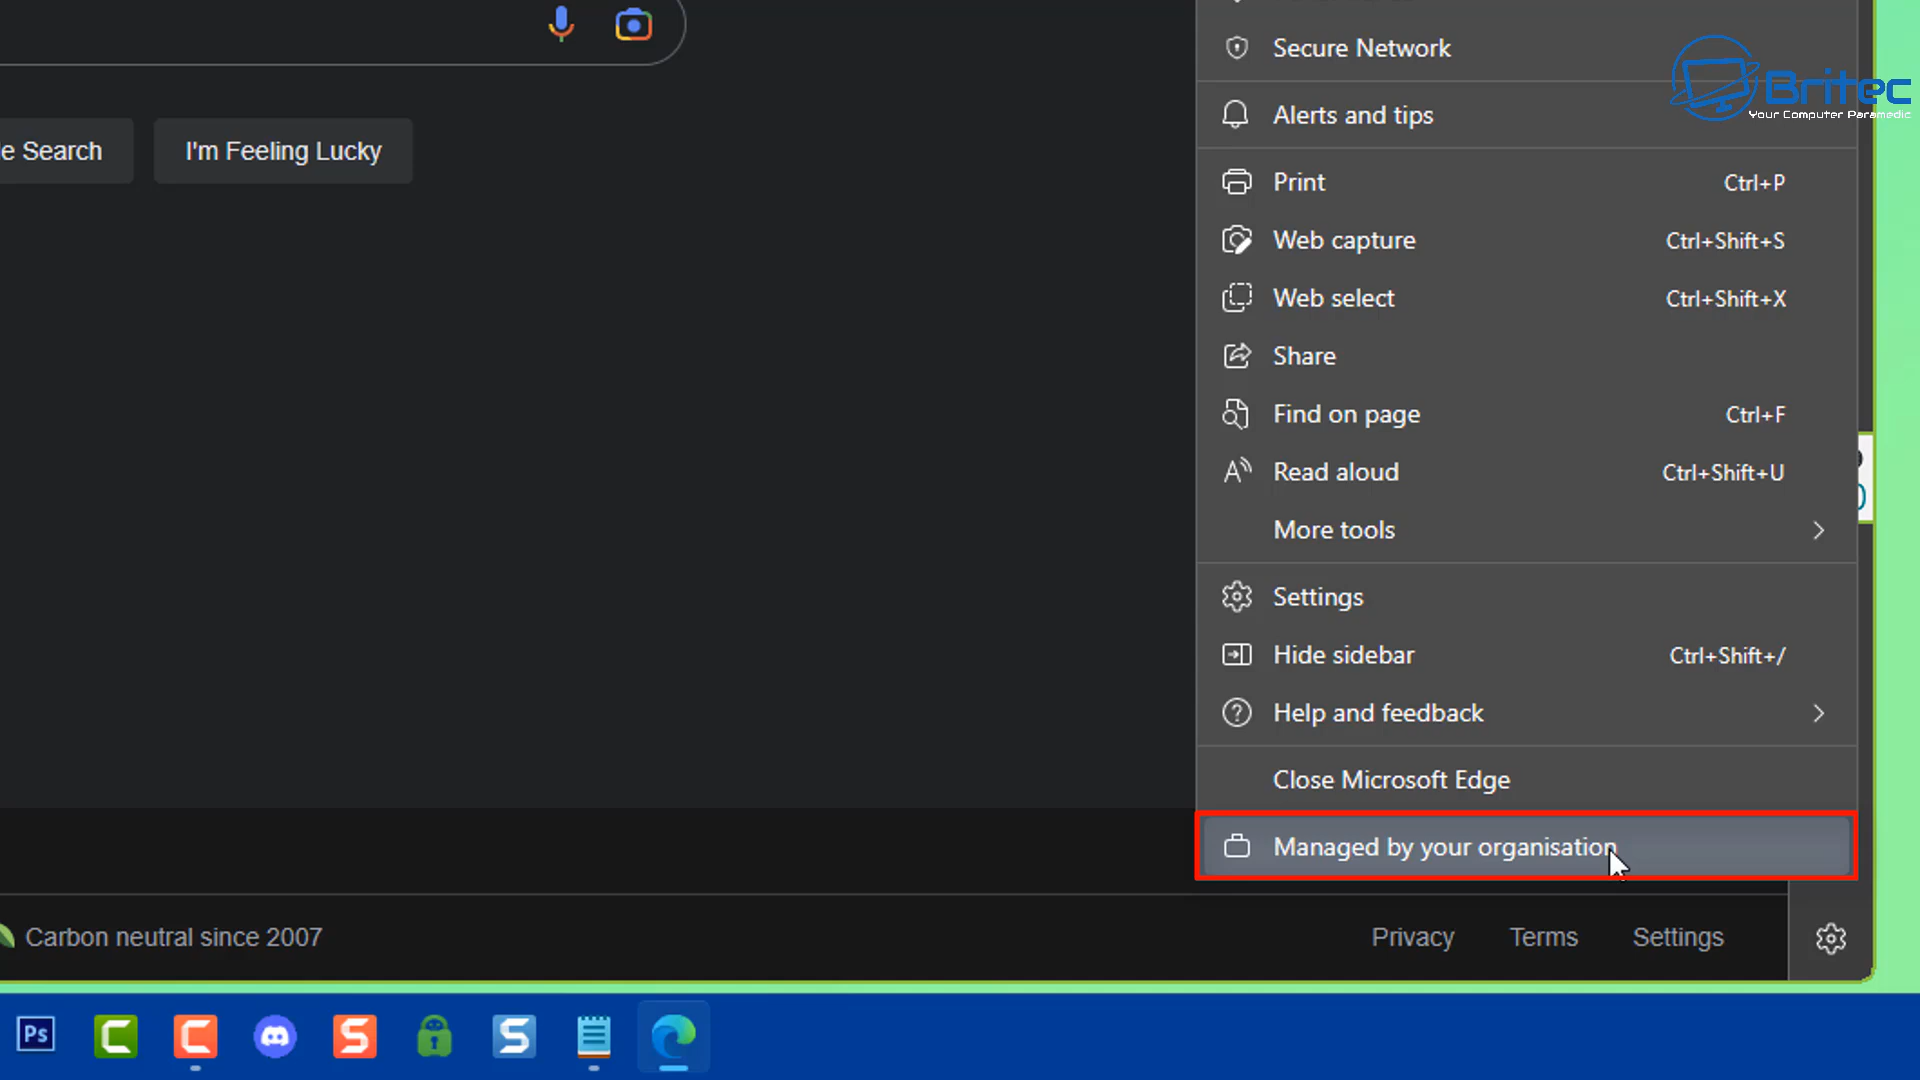 Secure Network
Britec
Your Computer Paramedic
Alerts and tips
e Search
I'm Feeling Lucky
Print Ctrl+P
Web capture Ctrl+Shift+S
Web select Ctrl+Shift+X
Share
Find on page Ctrl+F
Read aloud Ctrl+Shift+U
More tools
Settings
Hide sidebar Ctrl+Shift+/
Help and feedback
Close Microsoft Edge
Managed by your organisation
Carbon neutral since 2007
Privacy Terms Settings
Ps